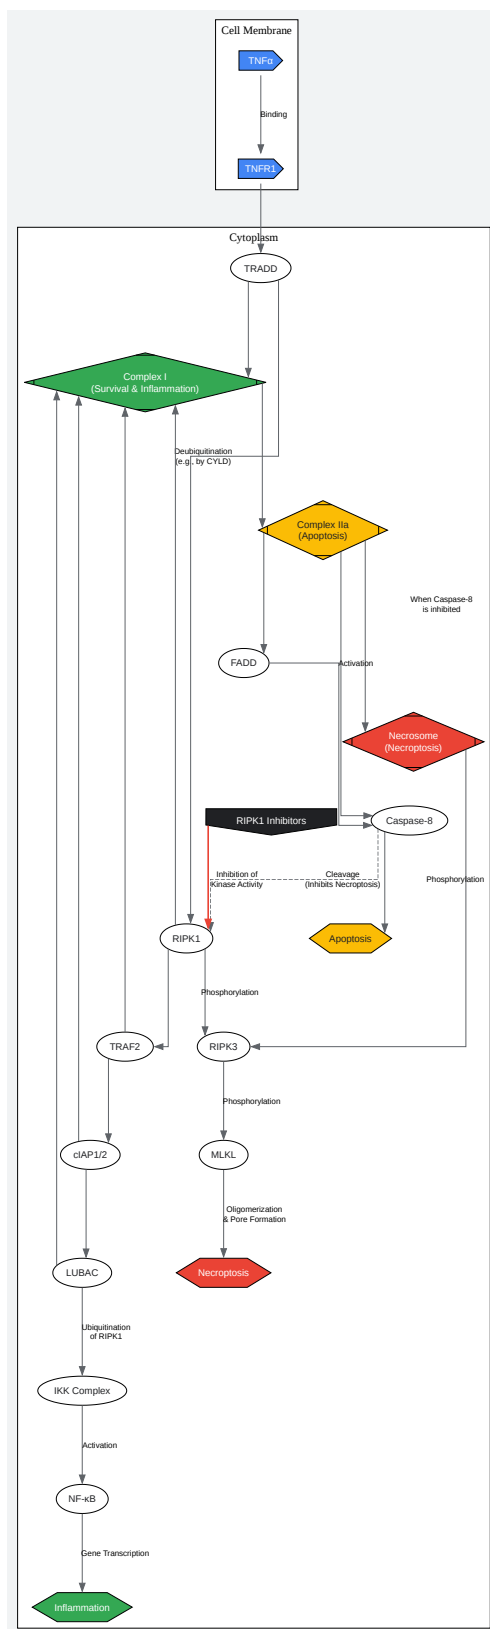 Cell Membrane
TNFα
Binding
TNFR1
Cytoplasm
TRADD
Complex I
(Survival & Inflammation)
Deubiquitination
(e.g., by CYLD)
Complex IIa
(Apoptosis)
When Caspase-8
is inhibited
FADD
Activation
Necrosome
(Necroptosis)
RIPK1 Inhibitors
Caspase-8
Inhibition of
Kinase Activity
Cleavage
(Inhibits Necroptosis)
Phosphorylation
RIPK1
Apoptosis
Phosphorylation
TRAF2
RIPK3
Phosphorylation
cIAP1/2
MLKL
Oligomerization
& Pore Formation
LUBAC
Necroptosis
Ubiquitination
of RIPK1
IKK Complex
Activation
NF-κB
Gene Transcription
Inflammation